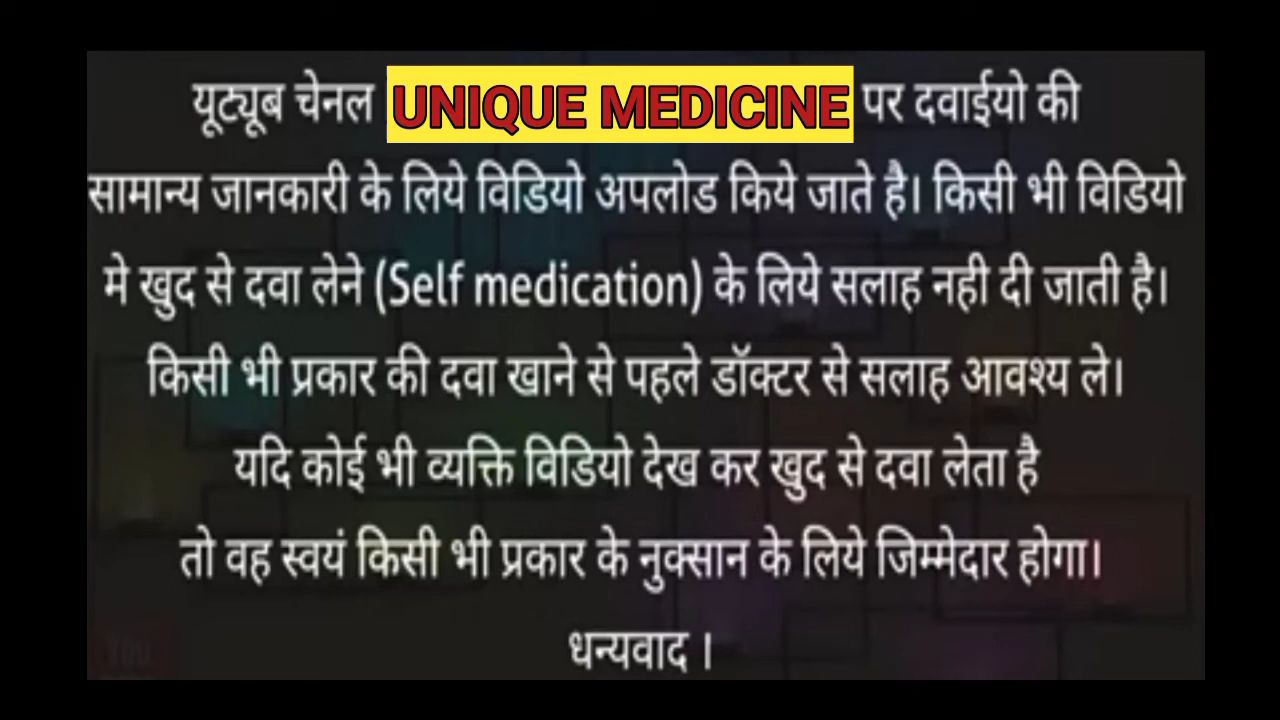 यूट्यूब चेनल UNIQUE MEDICINE पर दवाईयो की
सामान्य जानकारी के लिये विडियो अपलोड किये जाते है। किसी भी विडियो
मे खुद से दवा लेने (Self medication) के लिये सलाह नही दी जाती है।
किसी भी प्रकार की दवा खाने से पहले डॉक्टर से सलाह आवश्य ले।
यदि कोई भी व्यक्ति विडियो देख कर खुद से दवा लेता है
तो वह स्वयं किसी भी प्रकार के नुक्सान के लिये जिम्मेदार होगा।
धन्यवाद ।